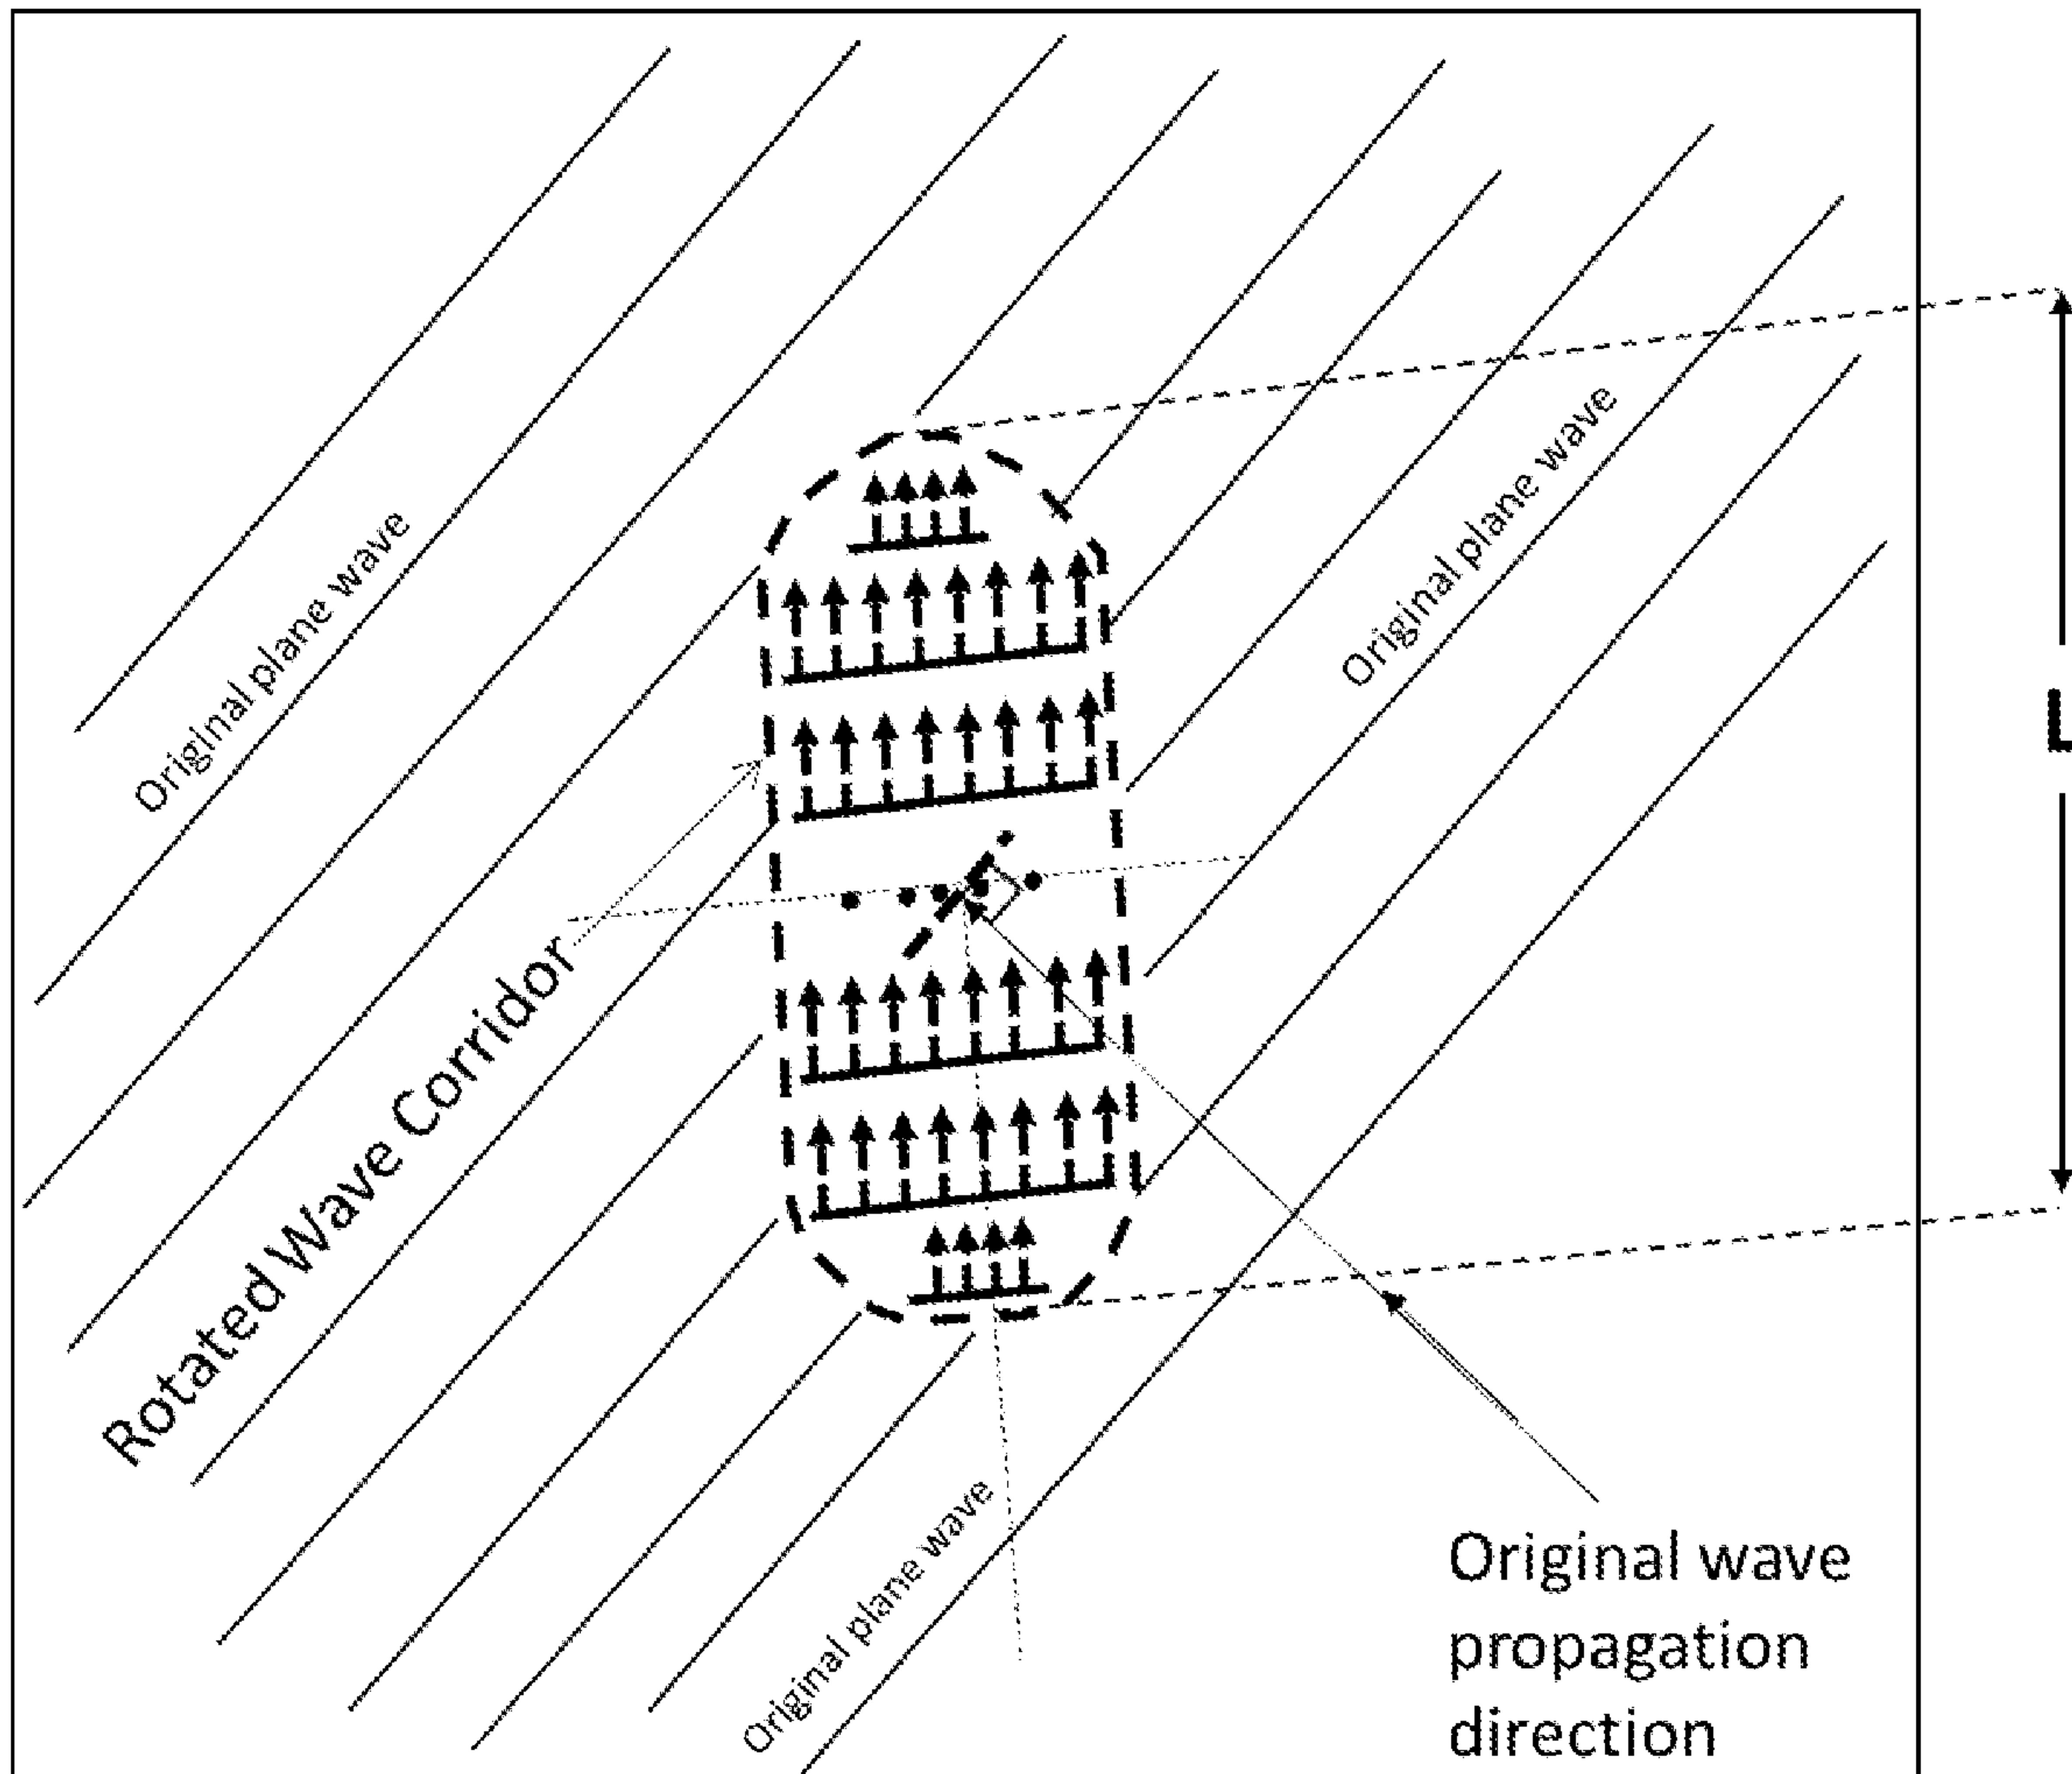 Original plane wave
Original plane wave
L
Rotated Wave Corridor
Original plane wave
Original wave
propagation
direction